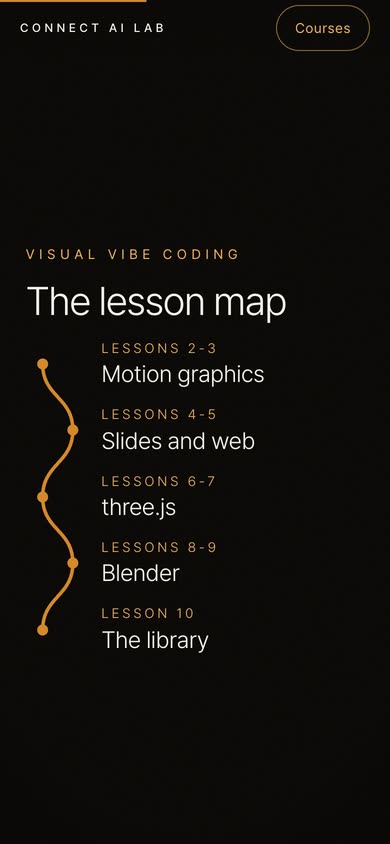 CONNECT AI LAB
Courses
VISUAL VIBE CODING
The lesson map
LESSONS 2-3
Motion graphics
LESSONS 4-5
Slides and web
LESSONS 6-7
three.js
LESSONS 8-9
Blender
LESSON 10
The library